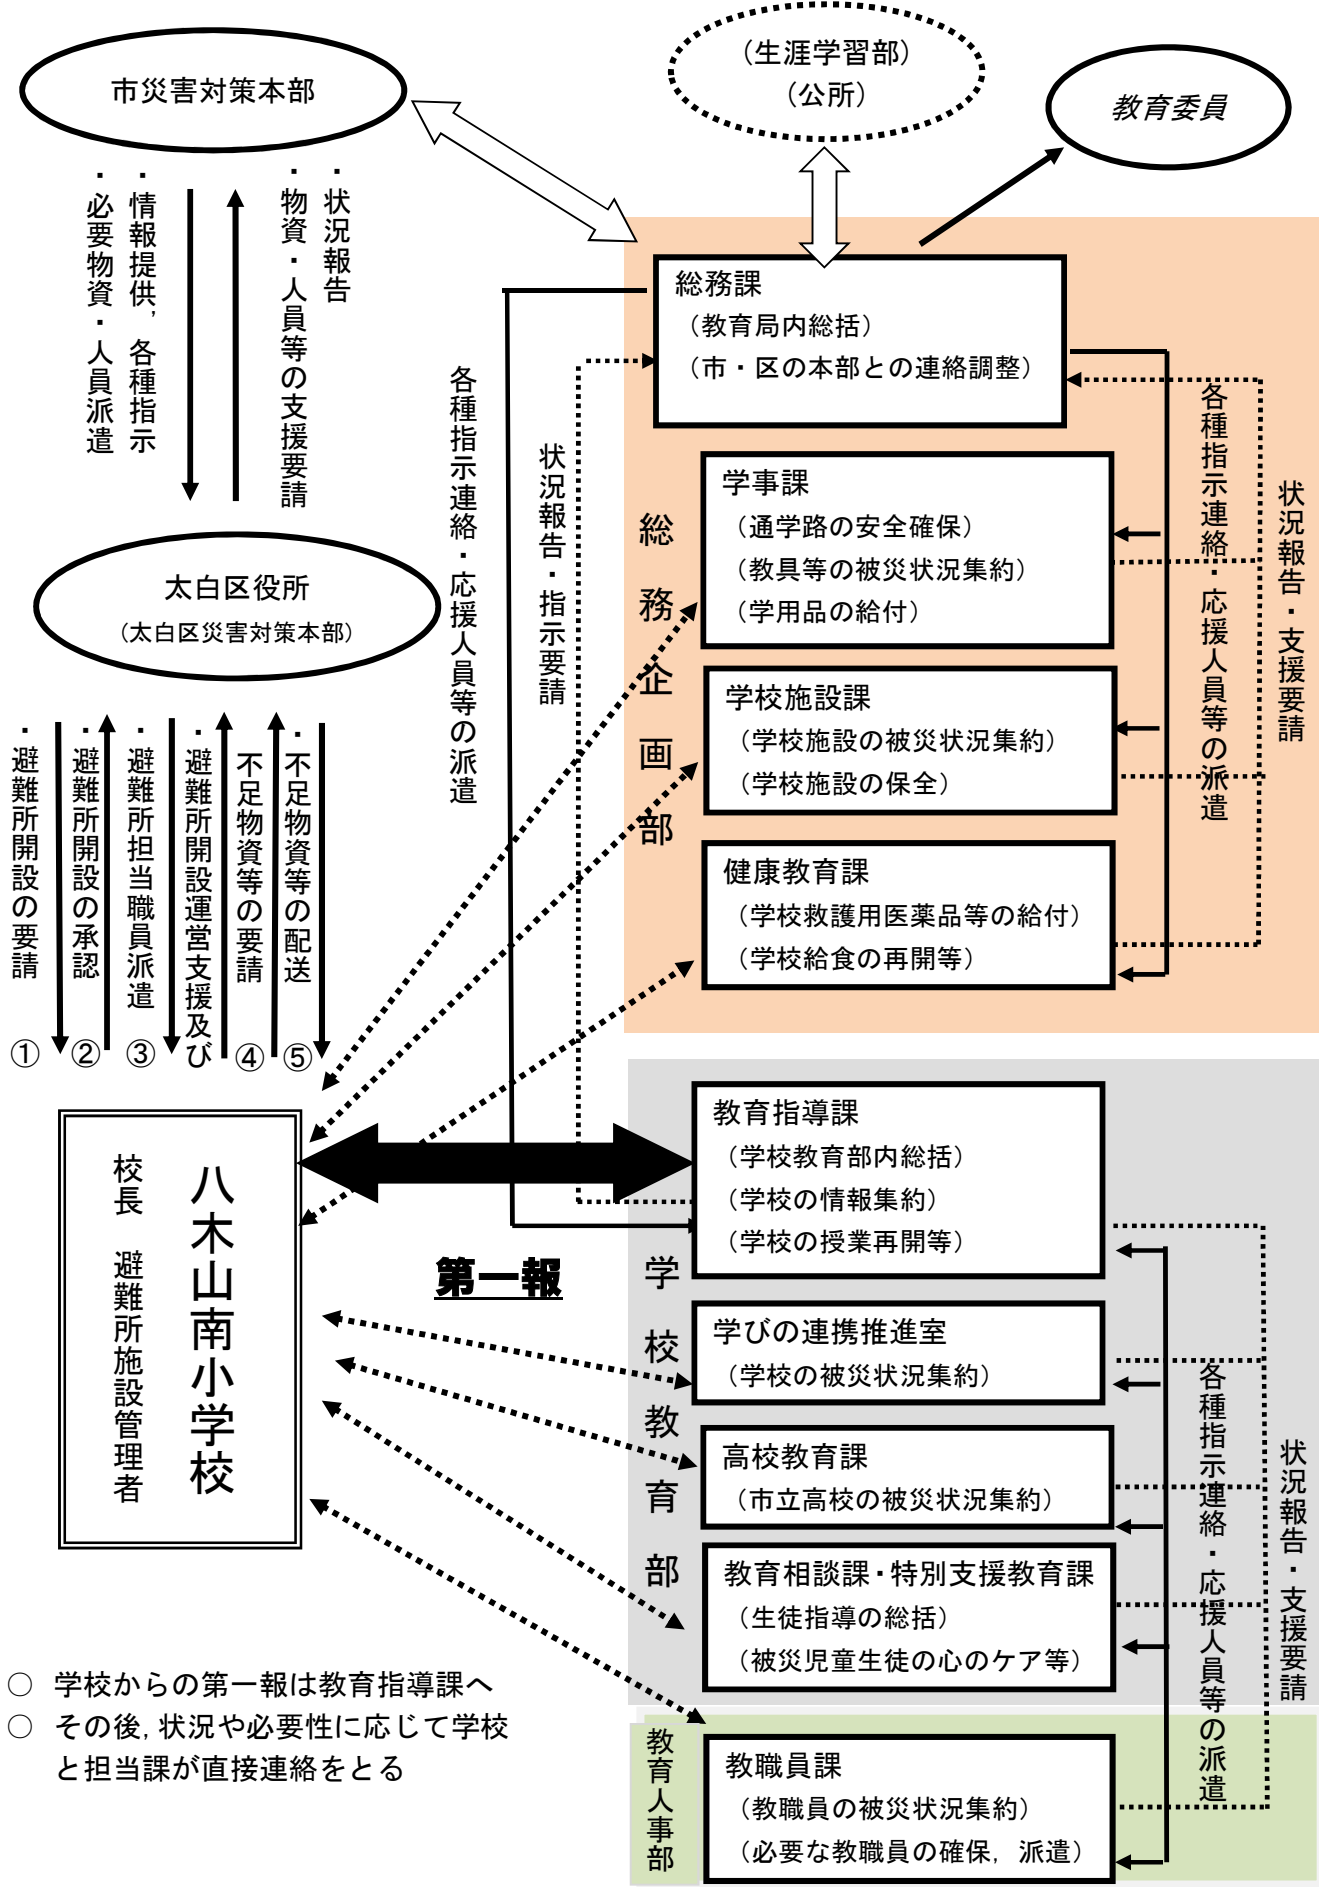 (生涯学習部)
(公所)
市災害対策本部
教育委員
・状況報告
・物資・人員等の支援要請
・情報提供，各種指示
・必要物資・人員派遣
総務課
（教育局内総括）
（市・区の本部との連絡調整）
各種指示連絡・応援人員等の派遣
状況報告・指示要請
総務企画部
学事課
（通学路の安全確保）
（教具等の被災状況集約）
（学用品の給付）
学校施設課
（学校施設の被災状況集約）
（学校施設の保全）
健康教育課
（学校救護用医薬品等の給付）
（学校給食の再開等）
各種指示連絡・応援人員等の派遣
状況報告・支援要請
太白区役所
（太白区災害対策本部）
・避難所開設の要請
①
・避難所開設の承認
②
・避難所担当職員派遣
③
・避難所開設運営支援及び
不足物資等の要請
④
・不足物資等の配送
⑤
八木山南小学校
校長　避難所施設管理者
第一報
学校教育部
教育指導課
（学校教育部内総括）
（学校の情報集約）
（学校の授業再開等）
学びの連携推進室
（学校の被災状況集約）
高校教育課
（市立高校の被災状況集約）
教育相談課・特別支援教育課
（生徒指導の総括）
（被災児童生徒の心のケア等）
各種指示連絡・応援人員等の派遣
状況報告・支援要請
教育人事部
教職員課
（教職員の被災状況集約）
（必要な教職員の確保，派遣）
○　学校からの第一報は教育指導課へ
○　その後，状況や必要性に応じて学校
と担当課が直接連絡をとる